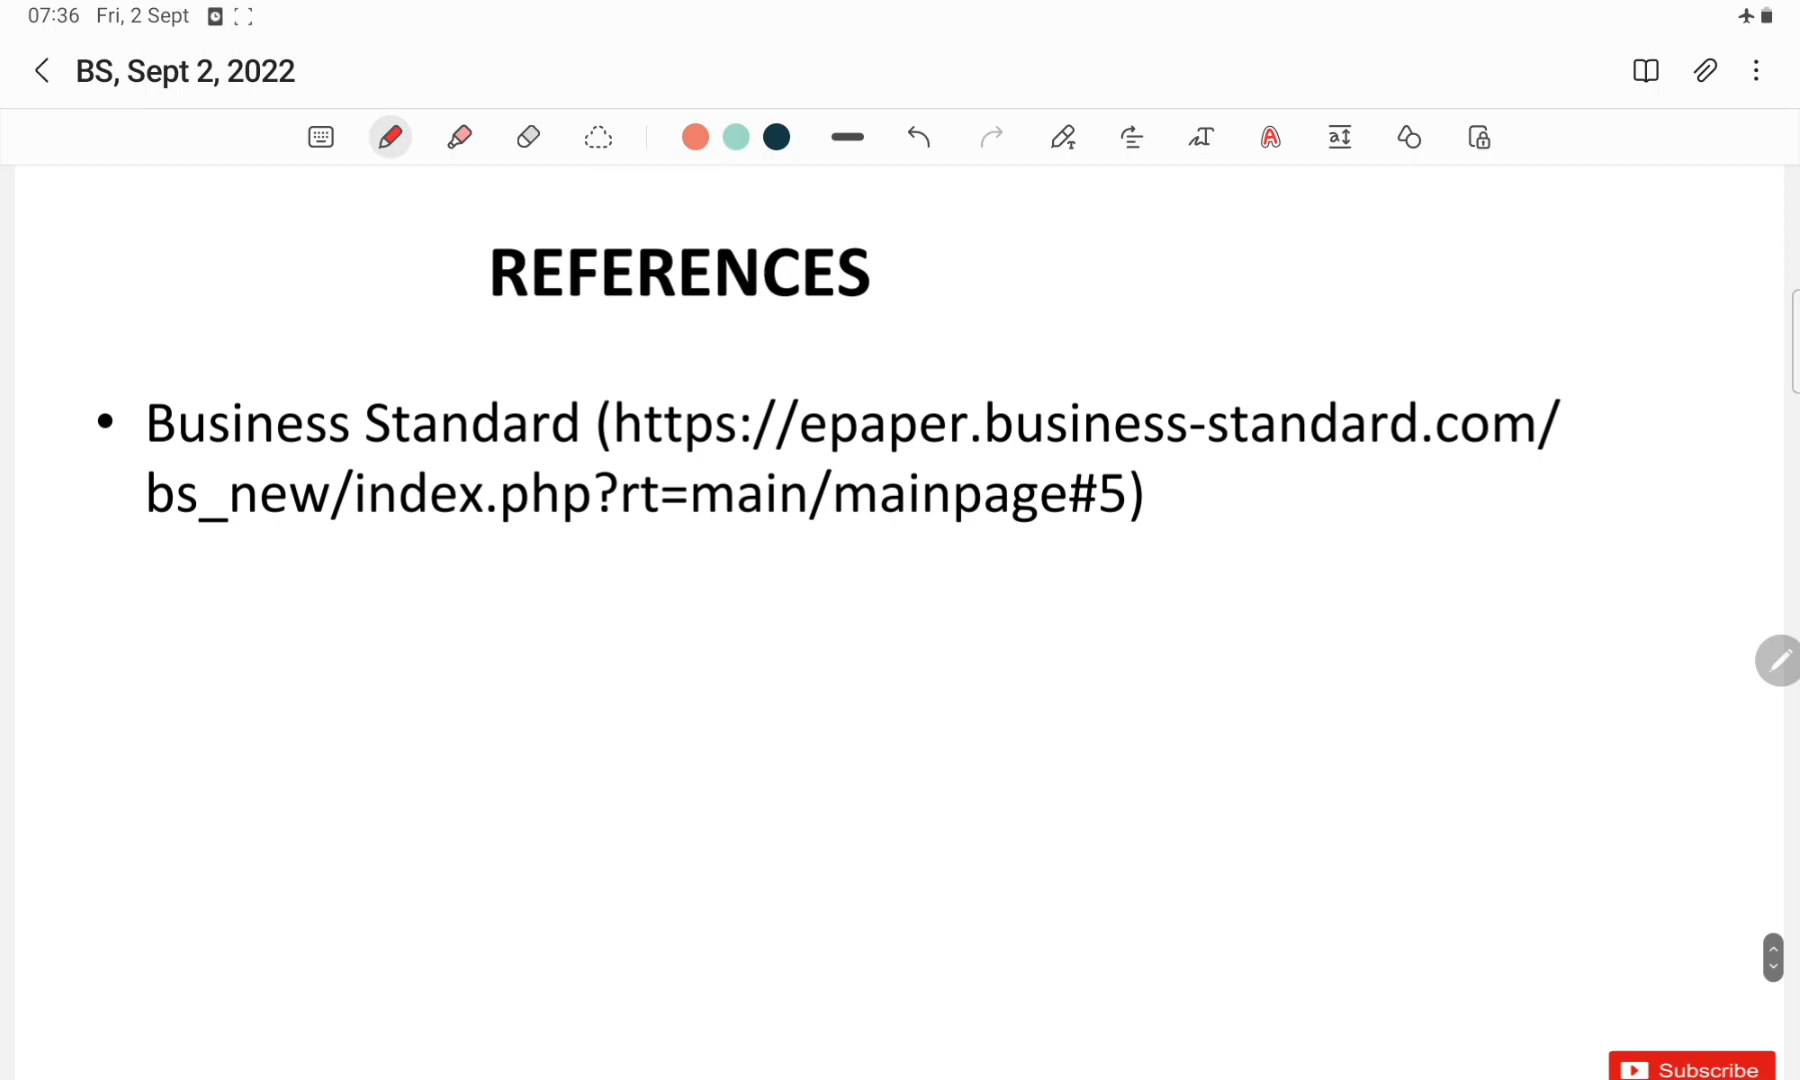 07:36 Fri, 2 Sept
BS, Sept 2, 2022
REFERENCES
• Business Standard (https://epaper.business-standard.com/
bs_new/index.php?rt=main/mainpage#5)
Subscribe